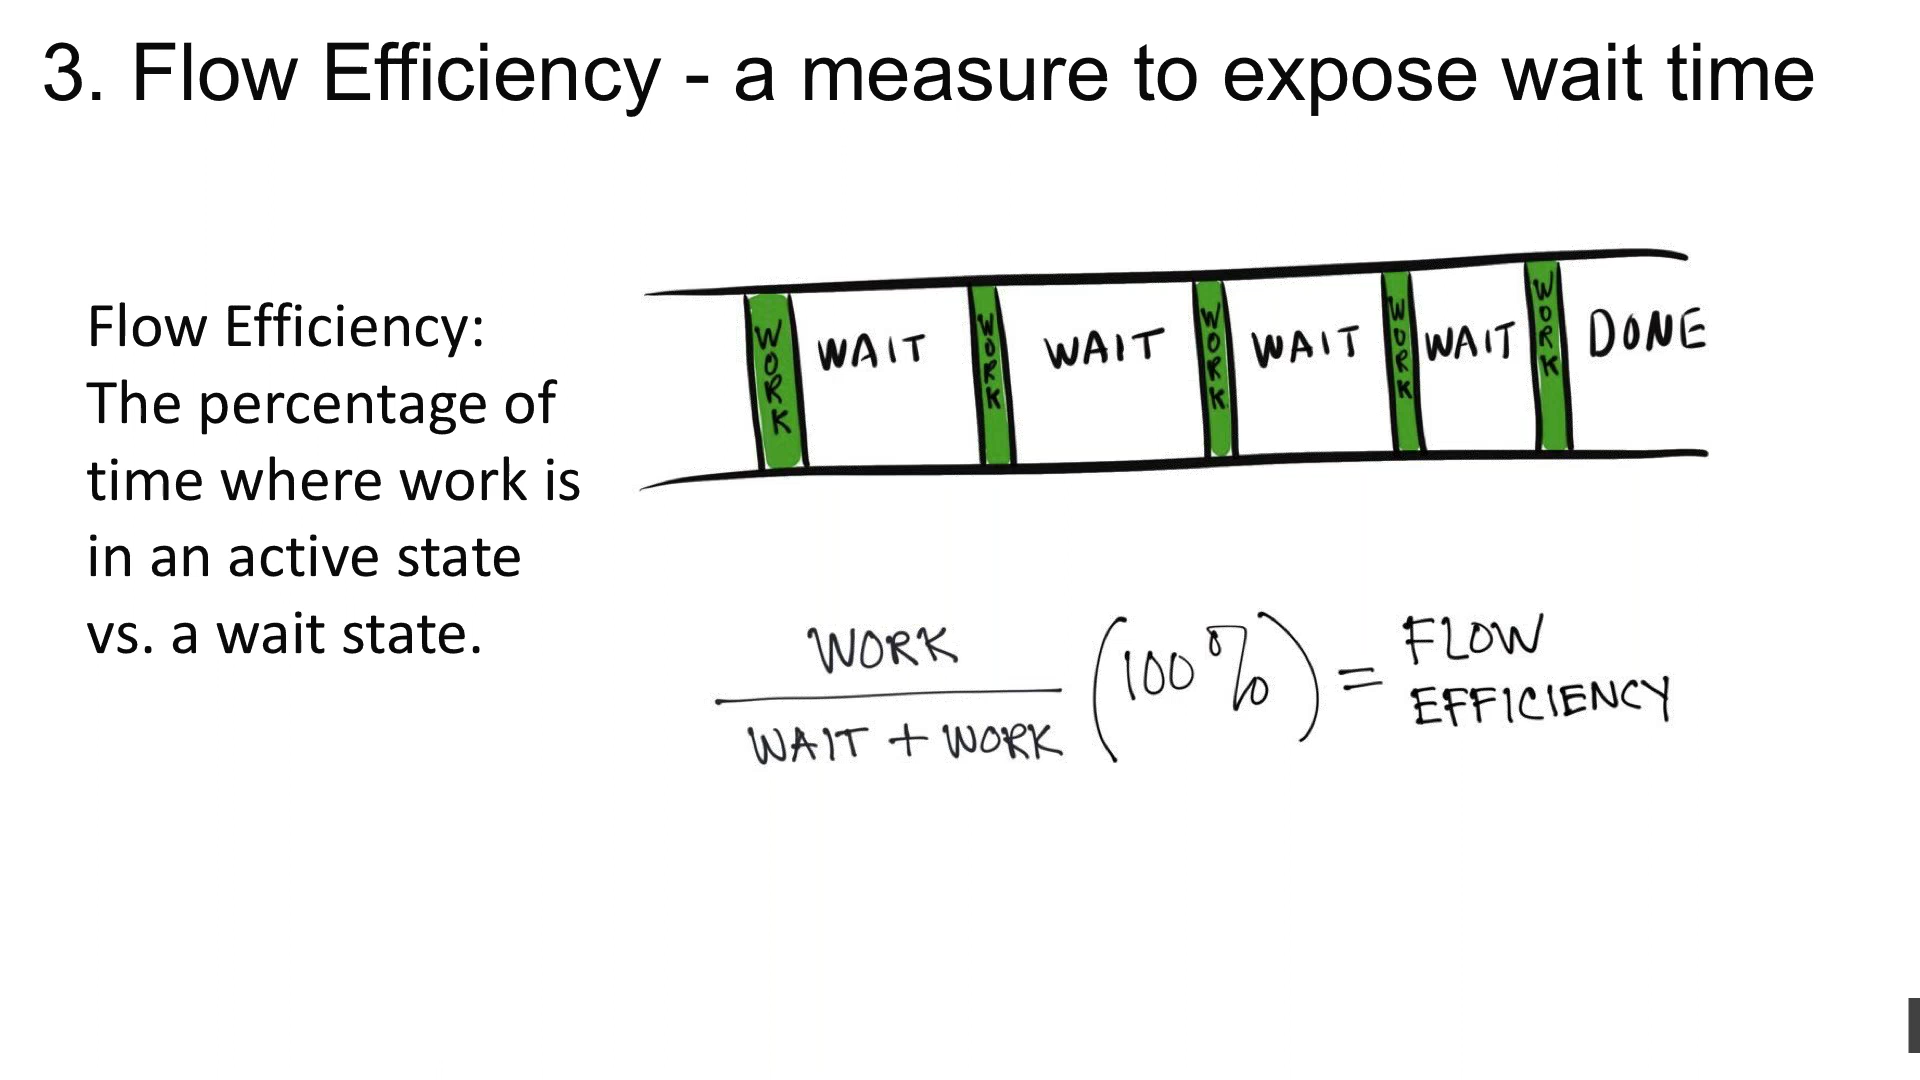 3. Flow Efficiency - a measure to expose wait time
Flow Efficiency:
The percentage of
time where work is
in an active state
vs. a wait state.
WORK WAIT WORK WAIT WORK WAIT WORK WAIT WORK DONE
WORK
WAIT + WORK
(100%) =
FLOW
EFFICIENCY